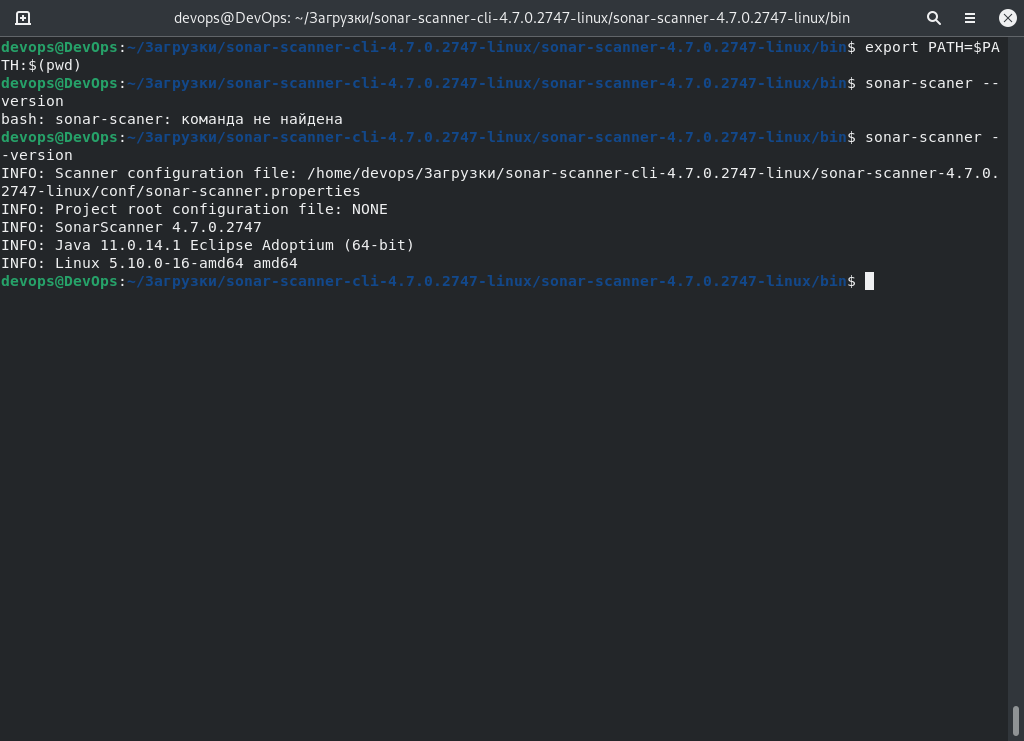 devops@DevOps: ~/Загрузки/sonar-scanner-cli-4.7.0.2747-linux/sonar-scanner-4.7.0.2747-linux/bin
devops@DevOps:~/Загрузки/sonar-scanner-cli-4.7.0.2747-linux/sonar-scanner-4.7.0.2747-linux/bin$ export PATH=$PA
TH:$(pwd)
devops@DevOps:~/Загрузки/sonar-scanner-cli-4.7.0.2747-linux/sonar-scanner-4.7.0.2747-linux/bin$ sonar-scaner --
version
bash: sonar-scaner: команда не найдена
devops@DevOps:~/Загрузки/sonar-scanner-cli-4.7.0.2747-linux/sonar-scanner-4.7.0.2747-linux/bin$ sonar-scanner -
-version
INFO: Scanner configuration file: /home/devops/Загрузки/sonar-scanner-cli-4.7.0.2747-linux/sonar-scanner-4.7.0.
2747-linux/conf/sonar-scanner.properties
INFO: Project root configuration file: NONE
INFO: SonarScanner 4.7.0.2747
INFO: Java 11.0.14.1 Eclipse Adoptium (64-bit)
INFO: Linux 5.10.0-16-amd64 amd64
devops@DevOps:~/Загрузки/sonar-scanner-cli-4.7.0.2747-linux/sonar-scanner-4.7.0.2747-linux/bin$